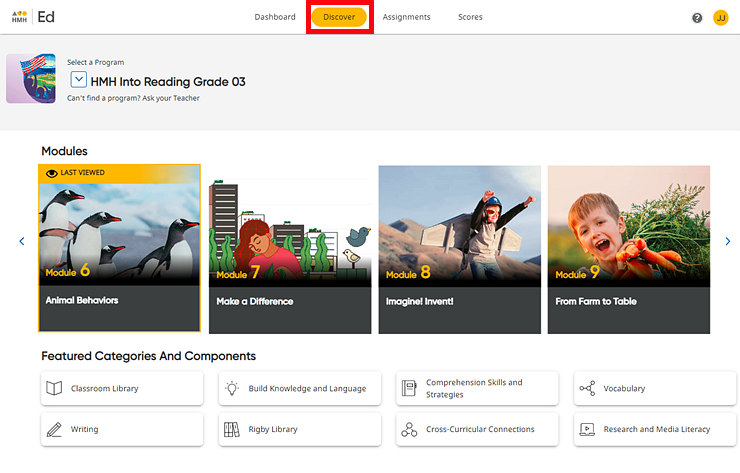 HMH
Ed
Dashboard
Discover
Assignments
Scores
?
JJ
Select a Program
HMH Into Reading Grade 03
Can't find a program? Ask your Teacher
Modules
LAST VIEWED
Module 6
Animal Behaviors
Module 7
Make a Difference
Module 8
Imagine! Invent!
Module 9
From Farm to Table
Featured Categories And Components
Classroom Library
Build Knowledge and Language
Comprehension Skills and
Strategies
Vocabulary
Writing
Rigby Library
Cross-Curricular Connections
Research and Media Literacy